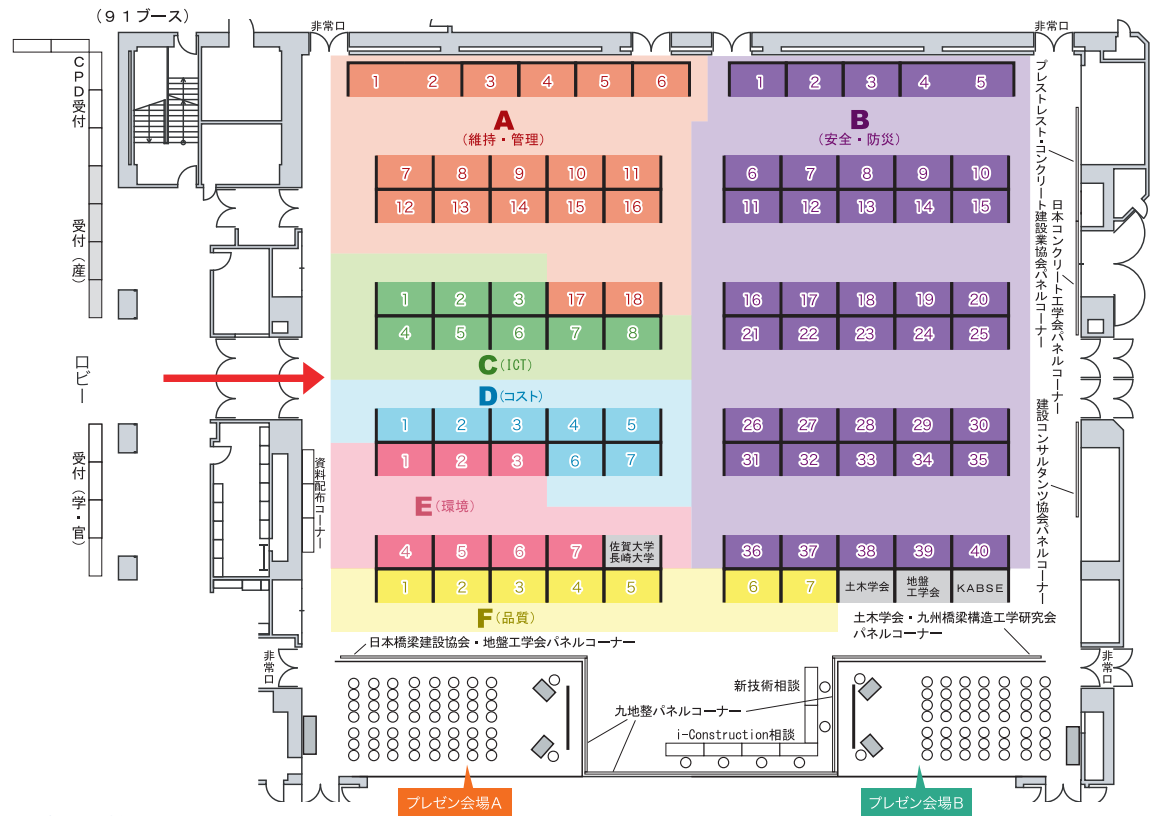 （９１ブース）
非常口
非常口
CPD受付
受付（産）
ロビー
受付（学・官）
資料配布コーナー
1 2 3 4 5 6
A
（維持・管理）
7 8 9 10 11
12 13 14 15 16
17 18
1 2 3 4 5
B
（安全・防災）
6 7 8 9 10
11 12 13 14 15
16 17 18 19 20
21 22 23 24 25
26 27 28 29 30
31 32 33 34 35
36 37 38 39 40
1 2 3
4 5 6 7 8
C（ICT）
D（コスト）
1 2 3 4 5
6 7
1 2 3
E（環境）
4 5 6 7
佐賀大学
長崎大学
1 2 3 4 5
6 7
土木学会
地盤
工学会
KABSE
F（品質）
プレストレスト・コンクリート建設業協会パネルコーナー
日本コンクリート工学会パネルコーナー
建設コンサルタンツ協会パネルコーナー
日本橋梁建設協会・地盤工学会パネルコーナー
土木学会・九州橋梁構造工学研究会
パネルコーナー
非常口
非常口
新技術相談
九地整パネルコーナー
i-Construction相談
プレゼン会場A
プレゼン会場B